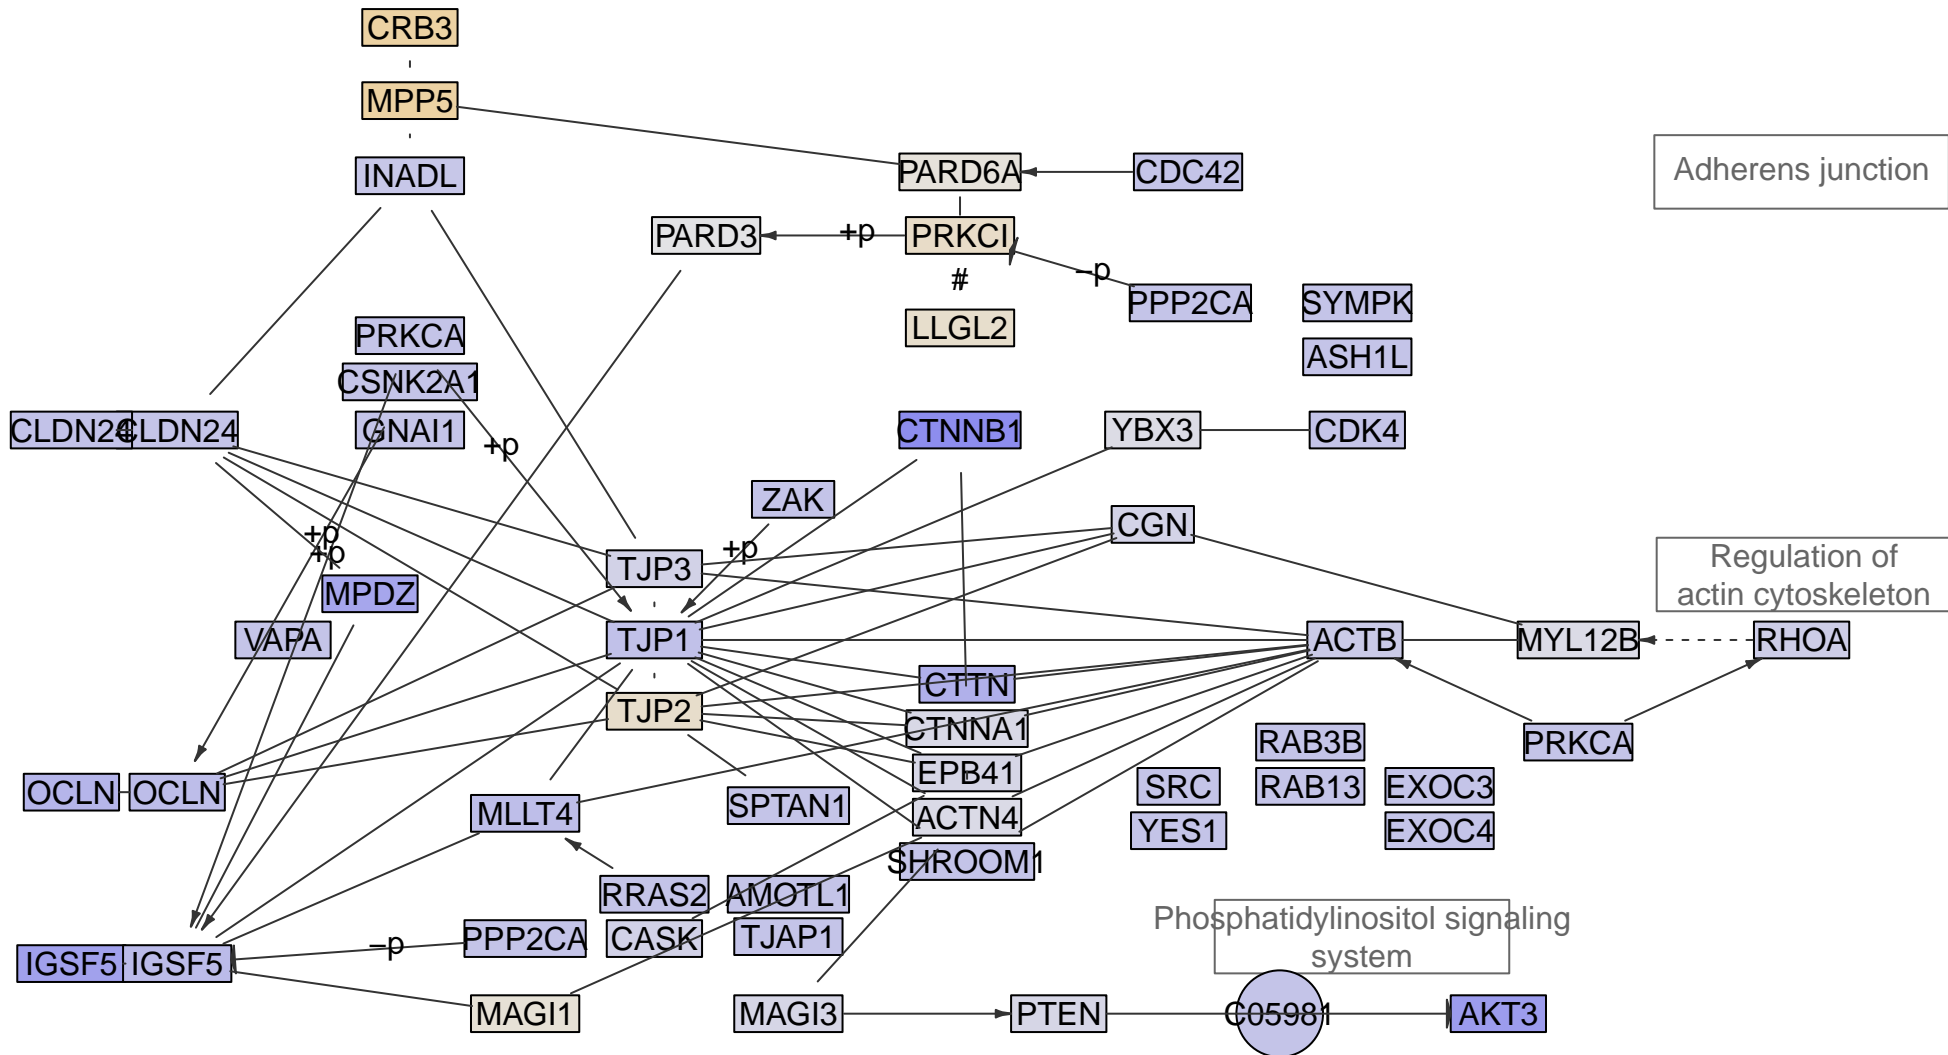 CRB3
MPP5
INADL
PARD6A
CDC42
Adherens junction
PARD3
+p
PRKCI
#
−p
PPP2CA
SYMPK
LLGL2
PRKCA
ASH1L
CSNK2A1
CLDN24
CLDN24
GNAI1
+p
CTNNB1
YBX3
CDK4
ZAK
CGN
+p
+p
+p
TJP3
MPDZ
Regulation of
actin cytoskeleton
VAPA
TJP1
ACTB
MYL12B
RHOA
CTTN
TJP2
CTNNA1
RAB3B
PRKCA
EPB41
OCLN
OCLN
MLLT4
SPTAN1
SRC
RAB13
EXOC3
ACTN4
YES1
EXOC4
SHROOM1
RRAS2
AMOTL1
PPP2CA
CASK
TJAP1
Phosphatidylinositol signaling
system
−p
IGSF5
IGSF5
MAGI1
MAGI3
PTEN
C05981
AKT3